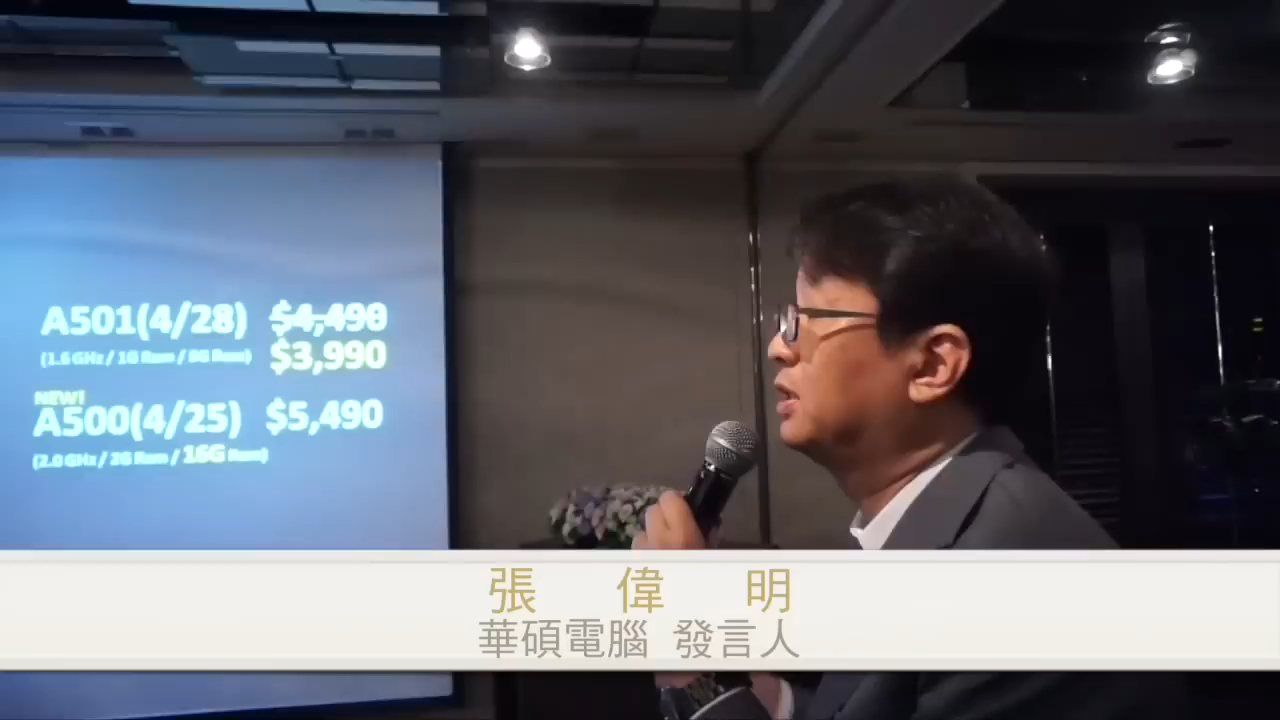 A501(4/28) $4,490
(1.6 GHz / 1G Ram / 8G Rom) $3,990
NEW!
A500(4/25) $5,490
(2.0 GHz / 2G Ram / 16G Rom)
張 偉 明
華碩電腦 發言人